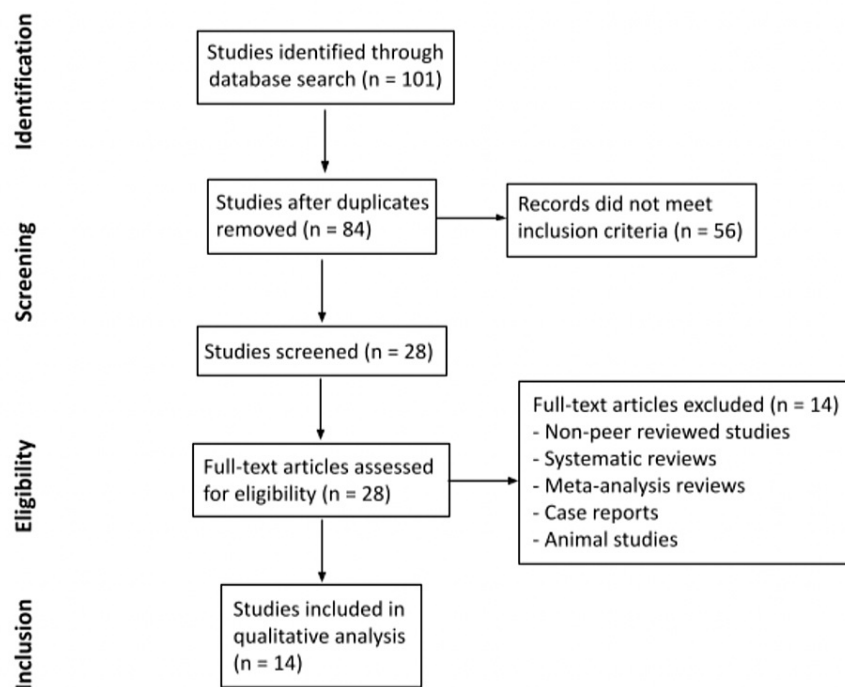 Identification
Studies identified through
database search (n = 101)
Screening
Studies after duplicates
removed (n = 84)
Records did not meet
inclusion criteria (n = 56)
Studies screened (n = 28)
Eligibility
Full-text articles assessed
for eligibility (n = 28)
Full-text articles excluded (n = 14)
- Non-peer reviewed studies
- Systematic reviews
- Meta-analysis reviews
- Case reports
- Animal studies
Inclusion
Studies included in
qualitative analysis
(n = 14)